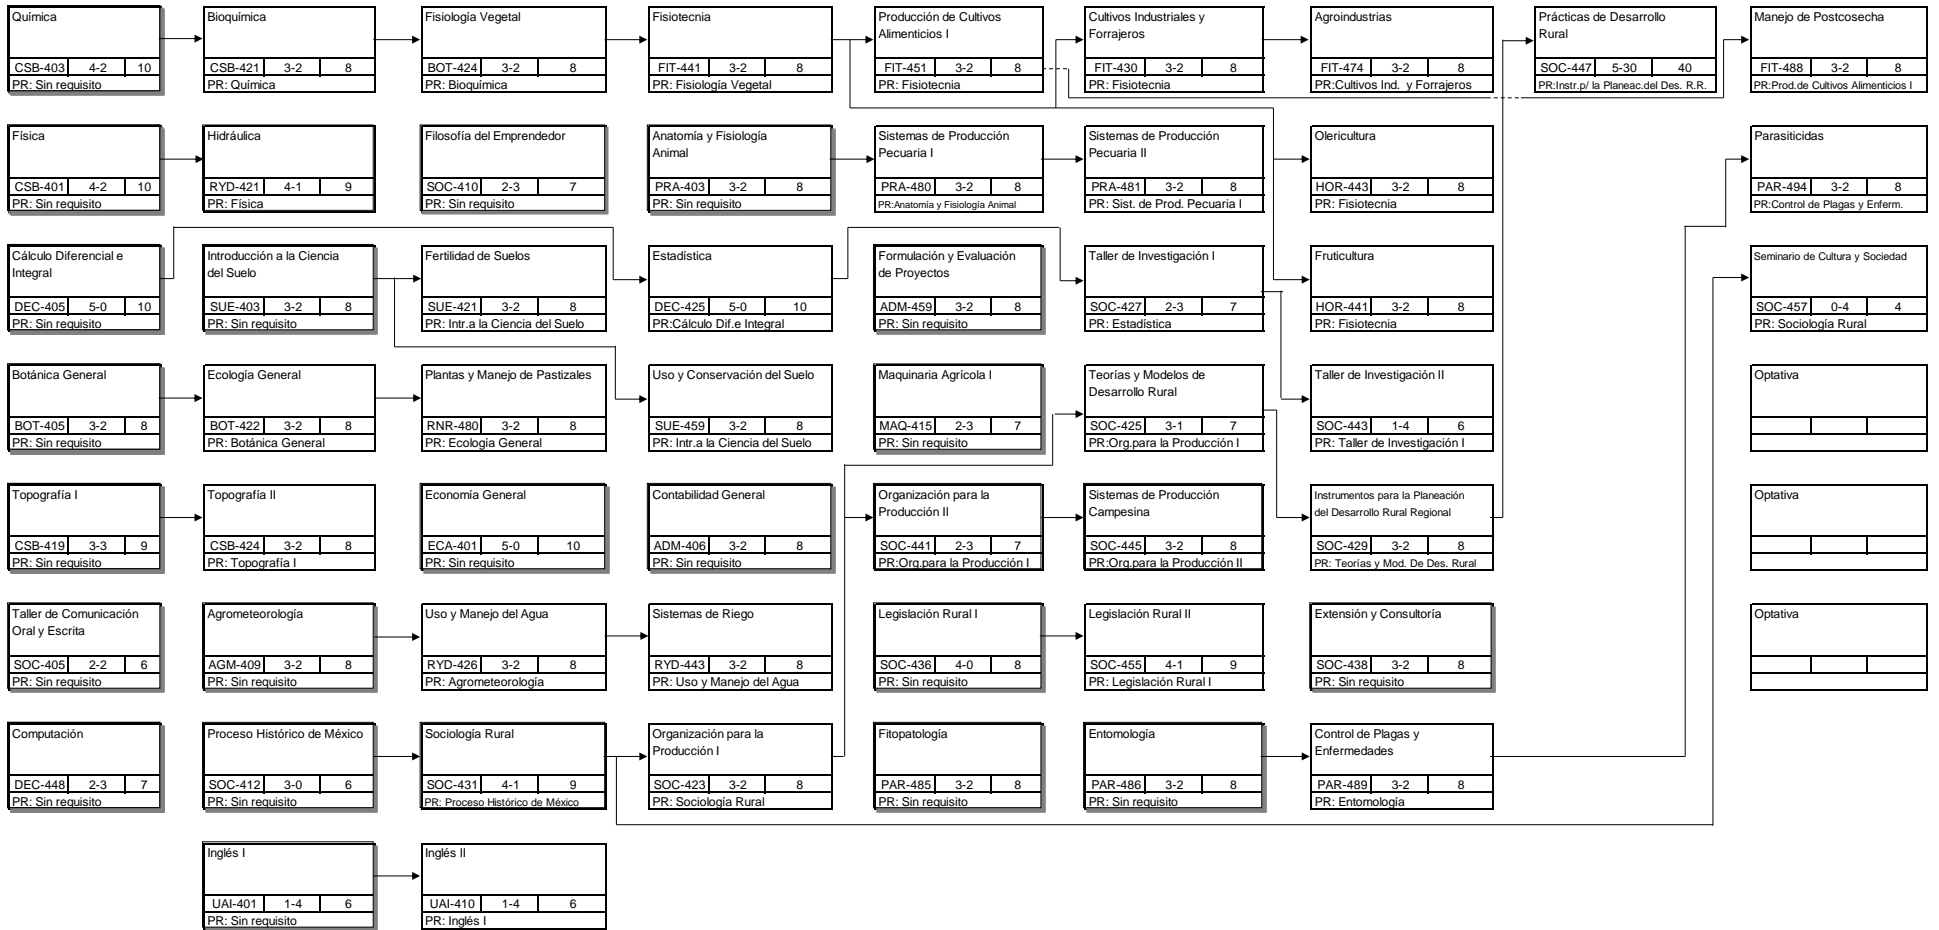 Química
CSB-403 4-2 10
PR: Sin requisito
Bioquímica
CSB-421 3-2 8
PR: Química
Fisiología Vegetal
BOT-424 3-2 8
PR: Bioquímica
Fisiotecnia
FIT-441 3-2 8
PR: Fisiología Vegetal
Producción de Cultivos
Alimenticios I
FIT-451 3-2 8
PR: Fisiotecnia
Cultivos Industriales y
Forrajeros
FIT-430 3-2 8
PR: Fisiotecnia
Agroindustrias
FIT-474 3-2 8
PR:Cultivos Ind. y Forrajeros
Prácticas de Desarrollo
Rural
SOC-447 5-30 40
PR:Instr.p/ la Planeac.del Des. R.R.
Manejo de Postcosecha
FIT-488 3-2 8
PR:Prod.de Cultivos Alimenticios I
Física
CSB-401 4-2 10
PR: Sin requisito
Hidráulica
RYD-421 4-1 9
PR: Física
Filosofía del Emprendedor
SOC-410 2-3 7
PR: Sin requisito
Anatomía y Fisiología
Animal
PRA-403 3-2 8
PR: Sin requisito
Sistemas de Producción
Pecuaria I
PRA-480 3-2 8
PR:Anatomía y Fisiología Animal
Sistemas de Producción
Pecuaria II
PRA-481 3-2 8
PR: Sist. de Prod. Pecuaria I
Olericultura
HOR-443 3-2 8
PR: Fisiotecnia
Parasiticidas
PAR-494 3-2 8
PR:Control de Plagas y Enferm.
Cálculo Diferencial e
Integral
DEC-405 5-0 10
PR: Sin requisito
Introducción a la Ciencia
del Suelo
SUE-403 3-2 8
PR: Sin requisito
Fertilidad de Suelos
SUE-421 3-2 8
PR: Intr.a la Ciencia del Suelo
Estadística
DEC-425 5-0 10
PR:Cálculo Dif.e Integral
Formulación y Evaluación
de Proyectos
ADM-459 3-2 8
PR: Sin requisito
Taller de Investigación I
SOC-427 2-3 7
PR: Estadística
Fruticultura
HOR-441 3-2 8
PR: Fisiotecnia
Seminario de Cultura y Sociedad
SOC-457 0-4 4
PR: Sociología Rural
Botánica General
BOT-405 3-2 8
PR: Sin requisito
Ecología General
BOT-422 3-2 8
PR: Botánica General
Plantas y Manejo de Pastizales
RNR-480 3-2 8
PR: Ecología General
Uso y Conservación del Suelo
SUE-459 3-2 8
PR: Intr.a la Ciencia del Suelo
Maquinaria Agrícola I
MAQ-415 2-3 7
PR: Sin requisito
Teorías y Modelos de
Desarrollo Rural
SOC-425 3-1 7
PR:Org.para la Producción I
Taller de Investigación II
SOC-443 1-4 6
PR: Taller de Investigación I
Optativa
Topografía I
CSB-419 3-3 9
PR: Sin requisito
Topografía II
CSB-424 3-2 8
PR: Topografía I
Economía General
ECA-401 5-0 10
PR: Sin requisito
Contabilidad General
ADM-406 3-2 8
PR: Sin requisito
Organización para la
Producción II
SOC-441 2-3 7
PR:Org.para la Producción I
Sistemas de Producción
Campesina
SOC-445 3-2 8
PR:Org.para la Producción II
Instrumentos para la Planeación
del Desarrollo Rural Regional
SOC-429 3-2 8
PR: Teorías y Mod. De Des. Rural
Optativa
Taller de Comunicación
Oral y Escrita
SOC-405 2-2 6
PR: Sin requisito
Agrometeorología
AGM-409 3-2 8
PR: Sin requisito
Uso y Manejo del Agua
RYD-426 3-2 8
PR: Agrometeorología
Sistemas de Riego
RYD-443 3-2 8
PR: Uso y Manejo del Agua
Legislación Rural I
SOC-436 4-0 8
PR: Sin requisito
Legislación Rural II
SOC-455 4-1 9
PR: Legislación Rural I
Extensión y Consultoría
SOC-438 3-2 8
PR: Sin requisito
Optativa
Computación
DEC-448 2-3 7
PR: Sin requisito
Proceso Histórico de México
SOC-412 3-0 6
PR: Sin requisito
Sociología Rural
SOC-431 4-1 9
PR: Proceso Histórico de México
Organización para la
Producción I
SOC-423 3-2 8
PR: Sociología Rural
Fitopatología
PAR-485 3-2 8
PR: Sin requisito
Entomología
PAR-486 3-2 8
PR: Sin requisito
Control de Plagas y
Enfermedades
PAR-489 3-2 8
PR: Entomología
Inglés I
UAI-401 1-4 6
PR: Sin requisito
Inglés II
UAI-410 1-4 6
PR: Inglés I